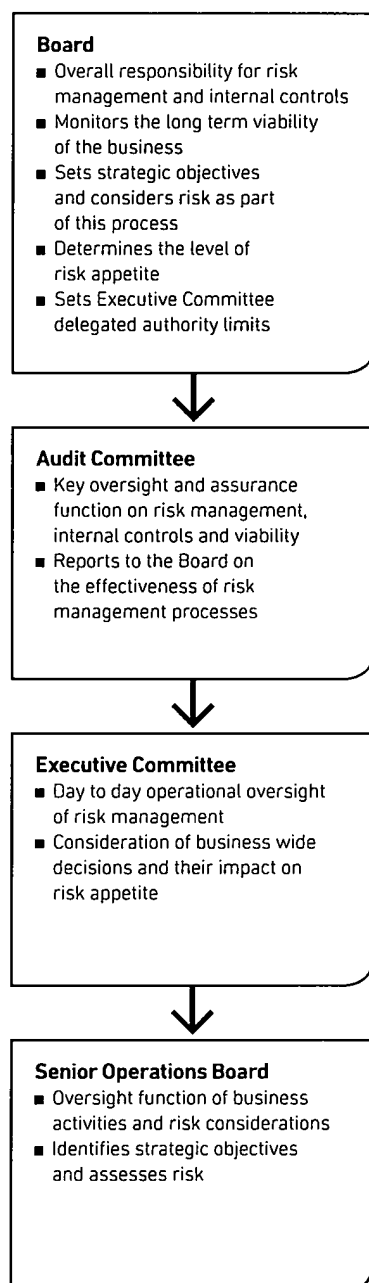 Board
■ Overall responsibility for risk
management and internal controls
■ Monitors the long term viability
of the business
■ Sets strategic objectives
and considers risk as part
of this process
■ Determines the level of
risk appetite
■ Sets Executive Committee
delegated authority limits
Audit Committee
■ Key oversight and assurance
function on risk management,
internal controls and viability
■ Reports to the Board on
the effectiveness of risk
management processes
Executive Committee
■ Day to day operational oversight
of risk management
■ Consideration of business wide
decisions and their impact on
risk appetite
Senior Operations Board
■ Oversight function of business
activities and risk considerations
■ Identifies strategic objectives
and assesses risk